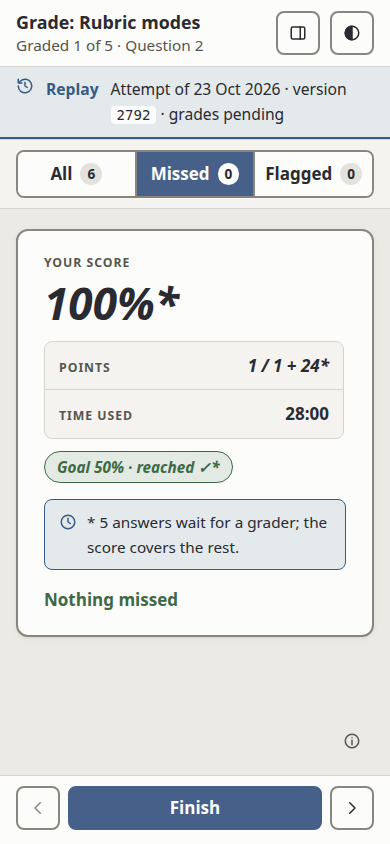 Grade: Rubric modes
Graded 1 of 5 · Question 2
Replay Attempt of 23 Oct 2026 · version
2792 · grades pending
All 6 Missed 0 Flagged 0
YOUR SCORE
100%*
POINTS 1 / 1 + 24*
TIME USED 28:00
Goal 50% · reached ✓*
* 5 answers wait for a grader; the
score covers the rest.
Nothing missed
Finish